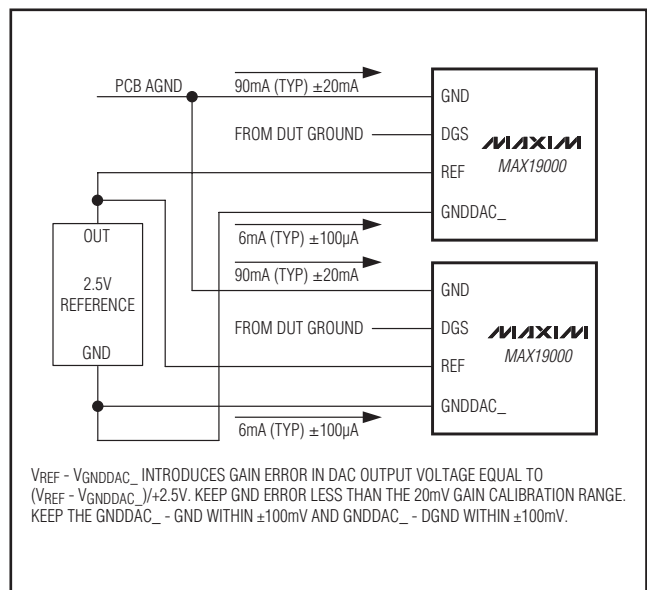 PCB AGND
90mA (TYP) ±20mA
GND
FROM DUT GROUND
DGS
MAXIM
MAX19000
REF
GNDDAC_
6mA (TYP) ±100µA
OUT
2.5V
REFERENCE
GND
90mA (TYP) ±20mA
GND
FROM DUT GROUND
DGS
MAXIM
MAX19000
REF
GNDDAC_
6mA (TYP) ±100µA
VREF - VGNDDAC_ INTRODUCES GAIN ERROR IN DAC OUTPUT VOLTAGE EQUAL TO
(VREF - VGNDDAC_)/+2.5V. KEEP GND ERROR LESS THAN THE 20mV GAIN CALIBRATION RANGE.
KEEP THE GNDDAC_ - GND WITHIN ±100mV AND GNDDAC_ - DGND WITHIN ±100mV.